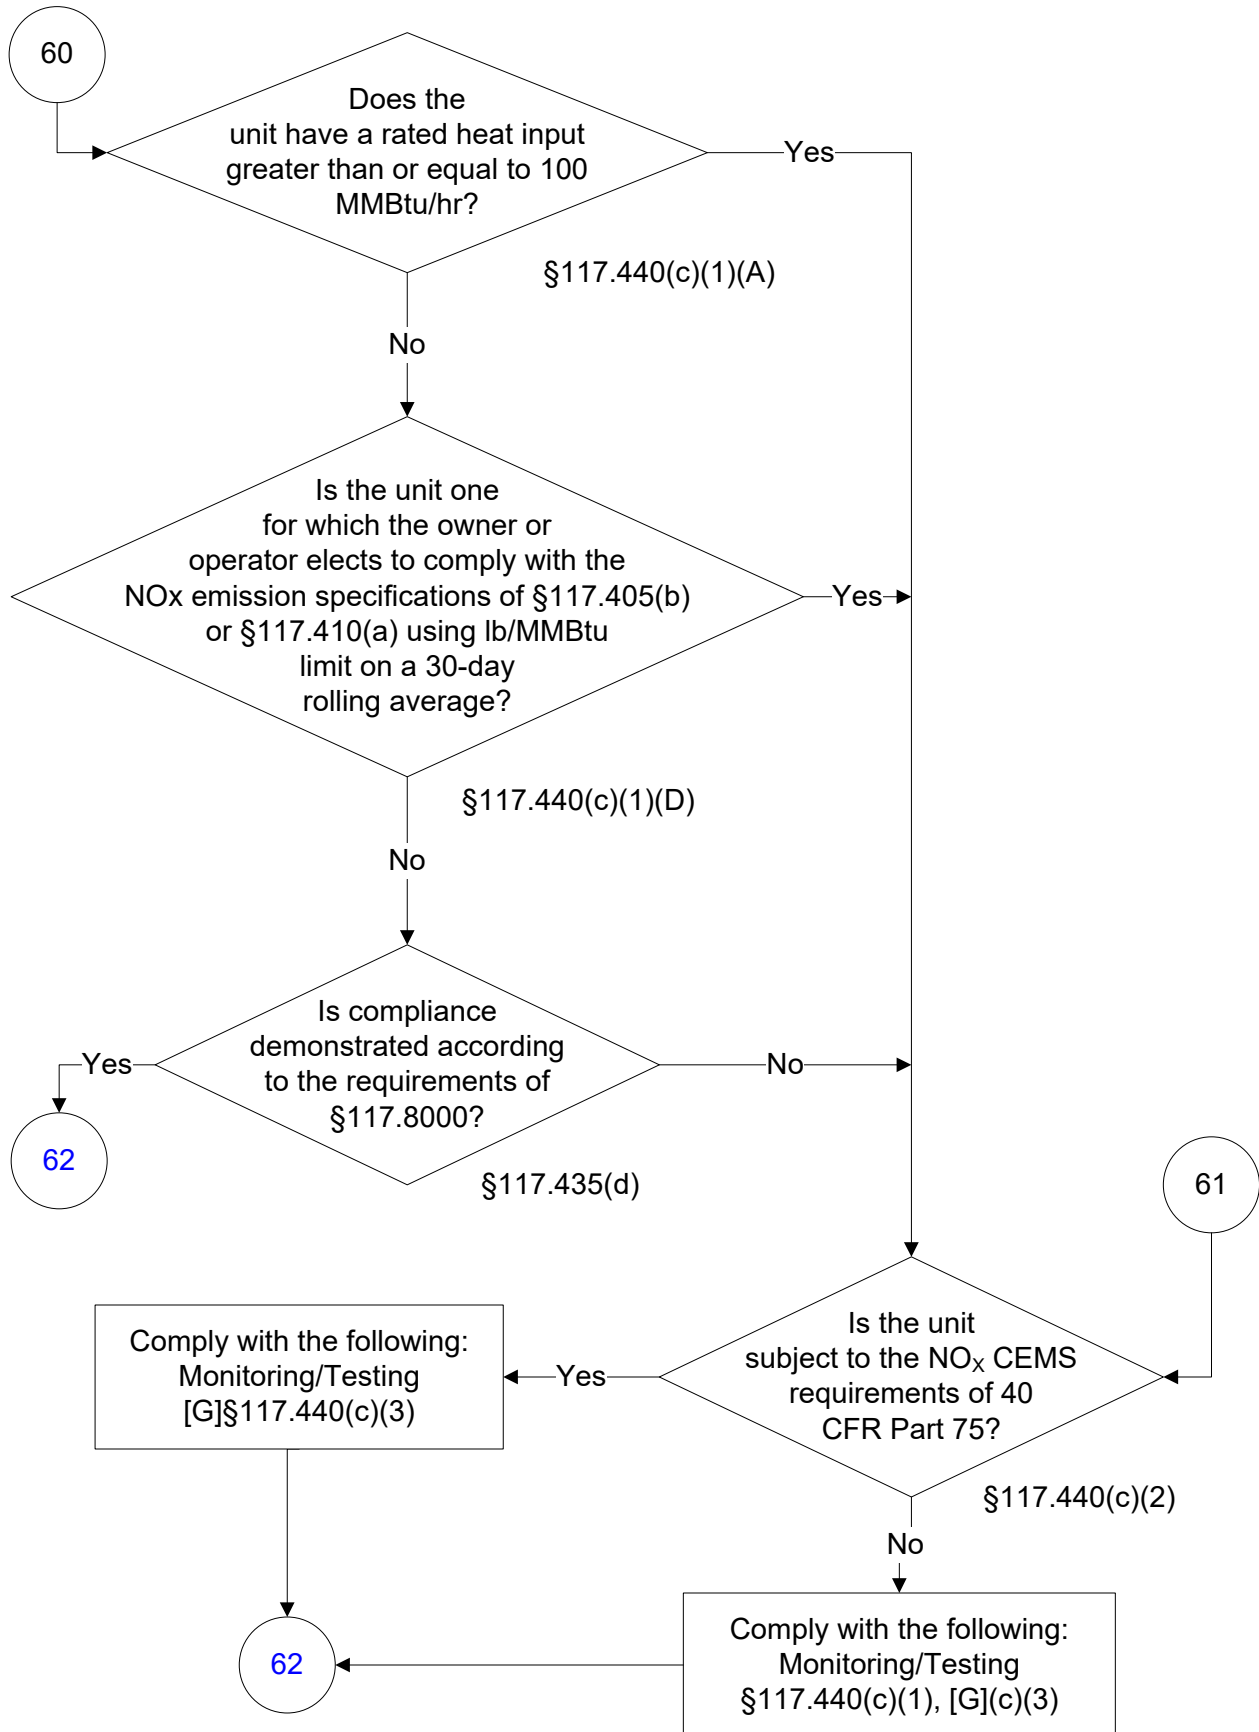 60
Does the
unit have a rated heat input
greater than or equal to 100
MMBtu/hr?
Yes
§117.440(c)(1)(A)
No
Is the unit one
for which the owner or
operator elects to comply with the
NOx emission specifications of §117.405(b)
or §117.410(a) using lb/MMBtu
limit on a 30-day
rolling average?
Yes
§117.440(c)(1)(D)
No
Is compliance
demonstrated according
to the requirements of
§117.8000?
Yes
No
62
§117.435(d)
61
Is the unit
subject to the NOX CEMS
requirements of 40
CFR Part 75?
Yes
Comply with the following:
Monitoring/Testing
[G]§117.440(c)(3)
§117.440(c)(2)
No
Comply with the following:
Monitoring/Testing
§117.440(c)(1), [G](c)(3)
62